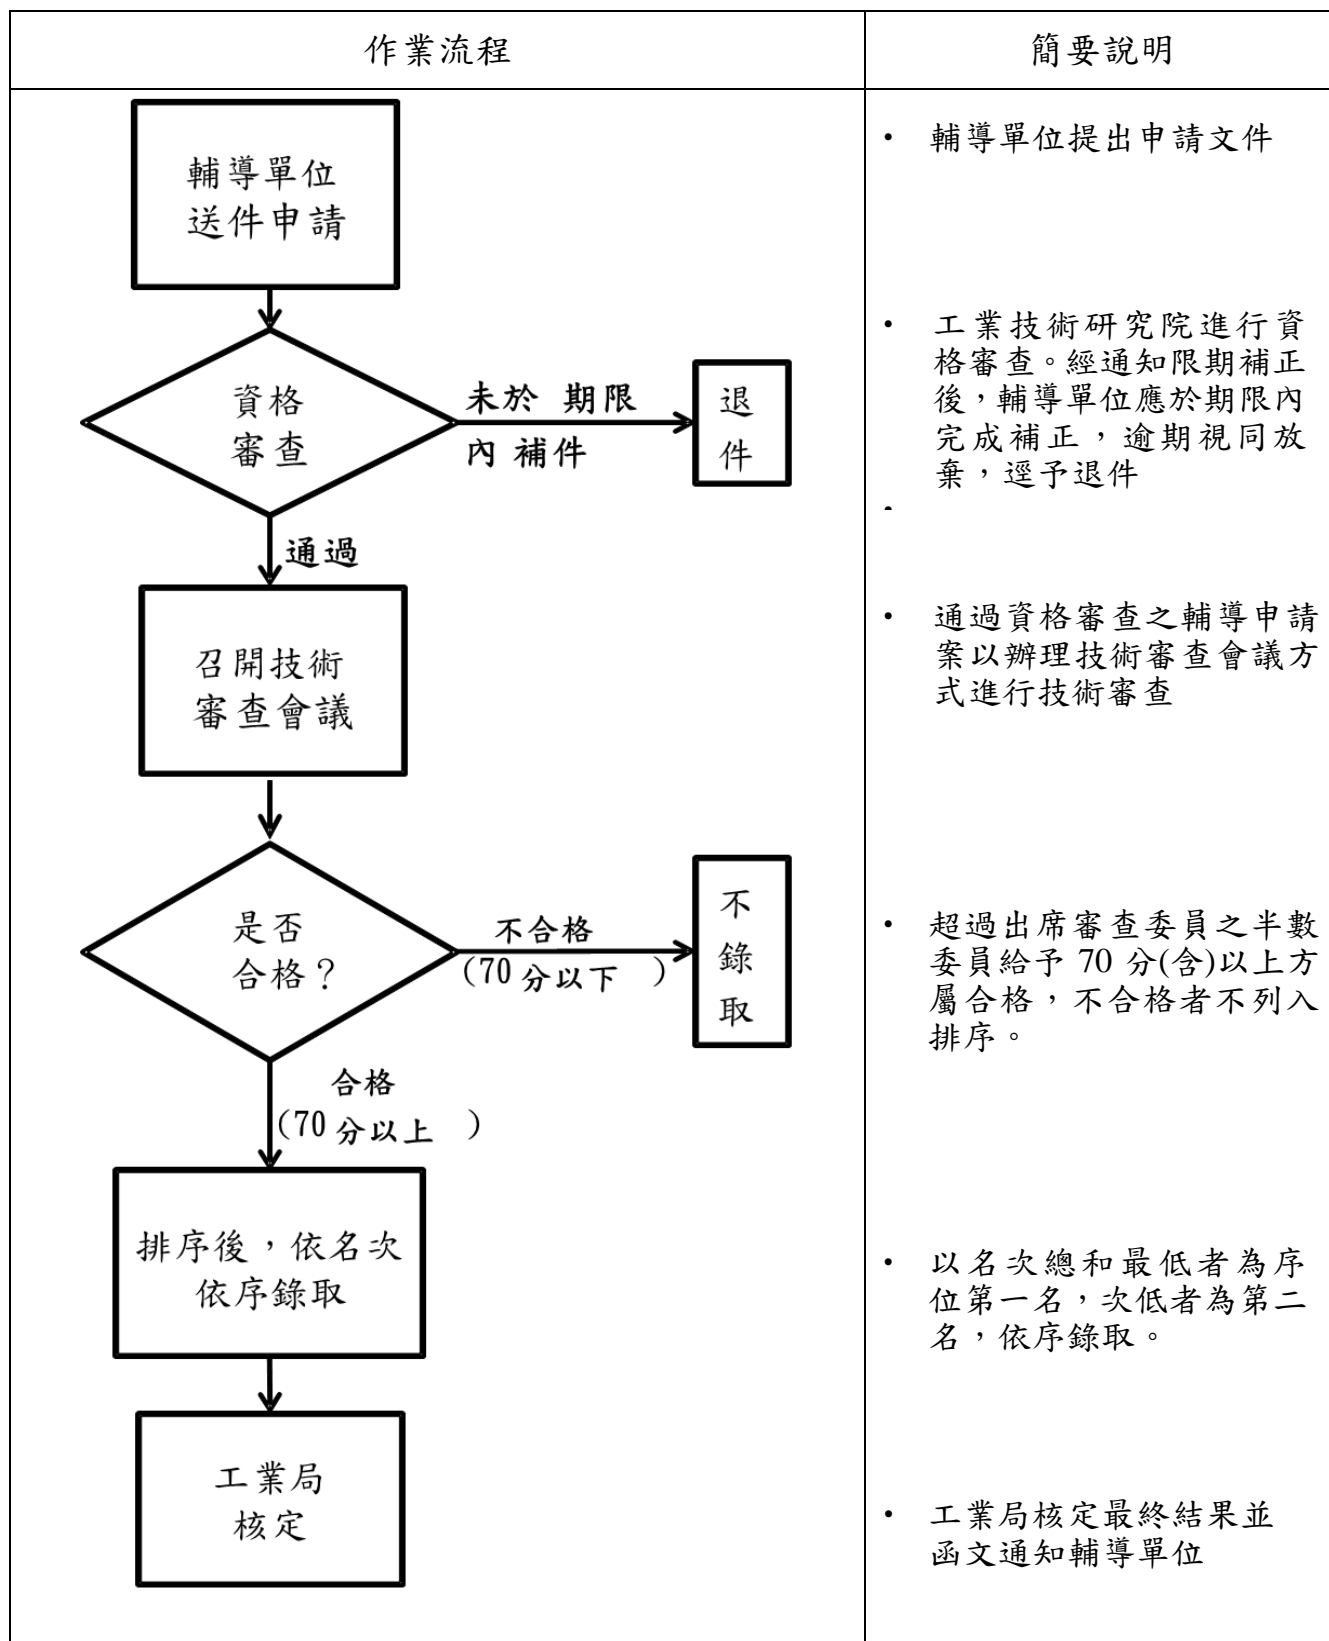 作業流程
簡要說明
輔導單位
送件申請
• 輔導單位提出申請文件
資格
審查
未於 期限
內 補件
退
件
• 工業技術研究院進行資
格審查。經通知限期補正
後，輔導單位應於期限內
完成補正，逾期視同放
棄，逕予退件
•
通過
召開技術
審查會議
• 通過資格審查之輔導申請
案以辦理技術審查會議方
式進行技術審查
是否
合格？
不合格
(70分以下 )
不
錄
取
• 超過出席審查委員之半數
委員給予 70 分(含)以上方
屬合格，不合格者不列入
排序。
合格
(70分以上 )
排序後，依名次
依序錄取
• 以名次總和最低者為序
位第一名，次低者為第二
名，依序錄取。
工業局
核定
• 工業局核定最終結果並
函文通知輔導單位